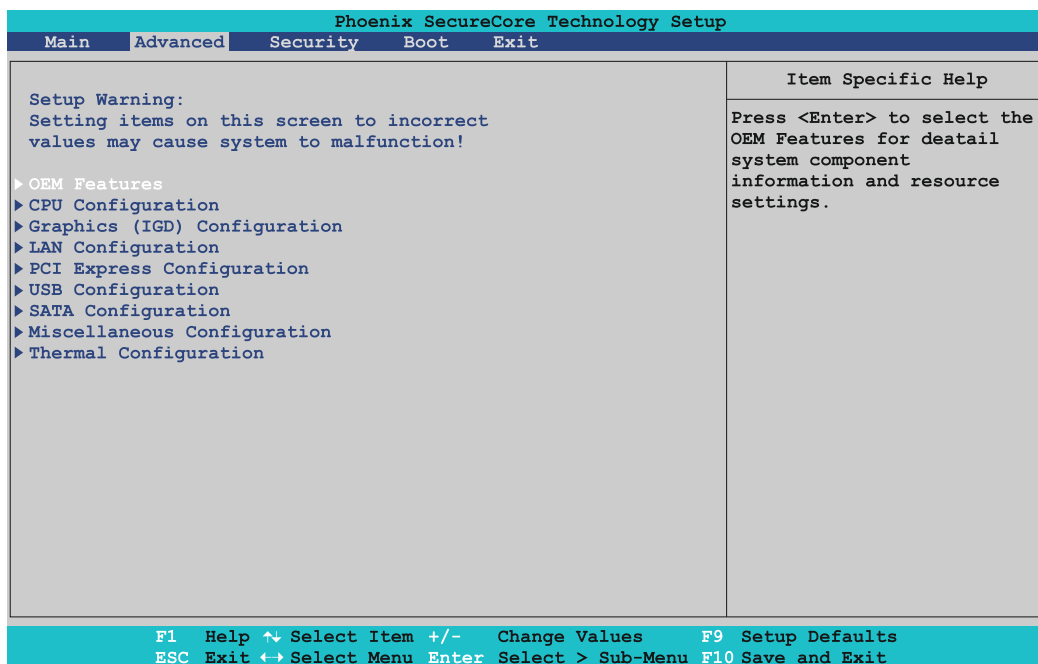 Phoenix SecureCore Technology Setup
Main Advanced Security Boot Exit
Setup Warning:
Setting items on this screen to incorrect
values may cause system to malfunction!
OEM Features
CPU Configuration
Graphics (IGD) Configuration
LAN Configuration
PCI Express Configuration
USB Configuration
SATA Configuration
Miscellaneous Configuration
Thermal Configuration
Item Specific Help
Press <Enter> to select the
OEM Features for deatail
system component
information and resource
settings.
F1 Help ↑↓ Select Item +/- Change Values F9 Setup Defaults
ESC Exit ←→ Select Menu Enter Select > Sub-Menu F10 Save and Exit